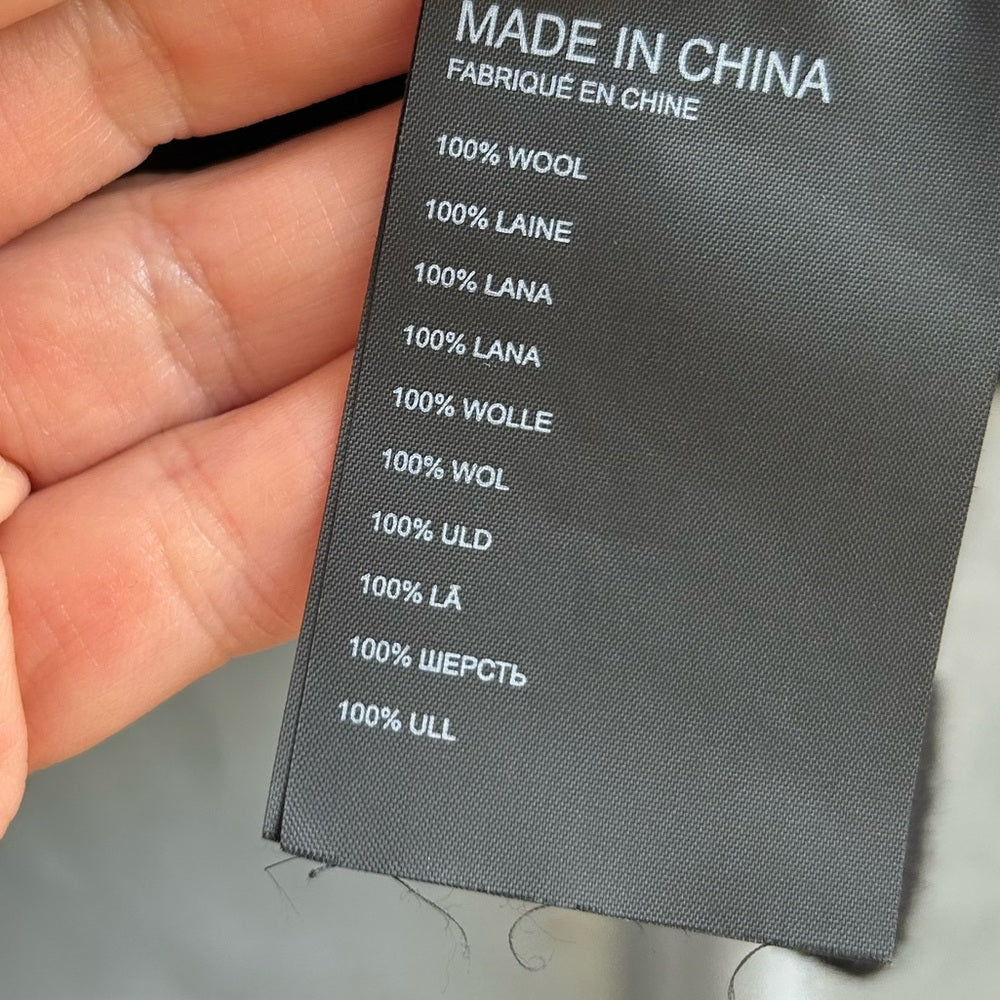 MADE IN CHINA
FABRIQUÉ EN CHINE
100% WOOL
100% LAINE
100% LANA
100% LANA
100% WOLLE
100% WOL
100% ULD
100% LÃ
100% ШЕРСТЬ
100% ULL